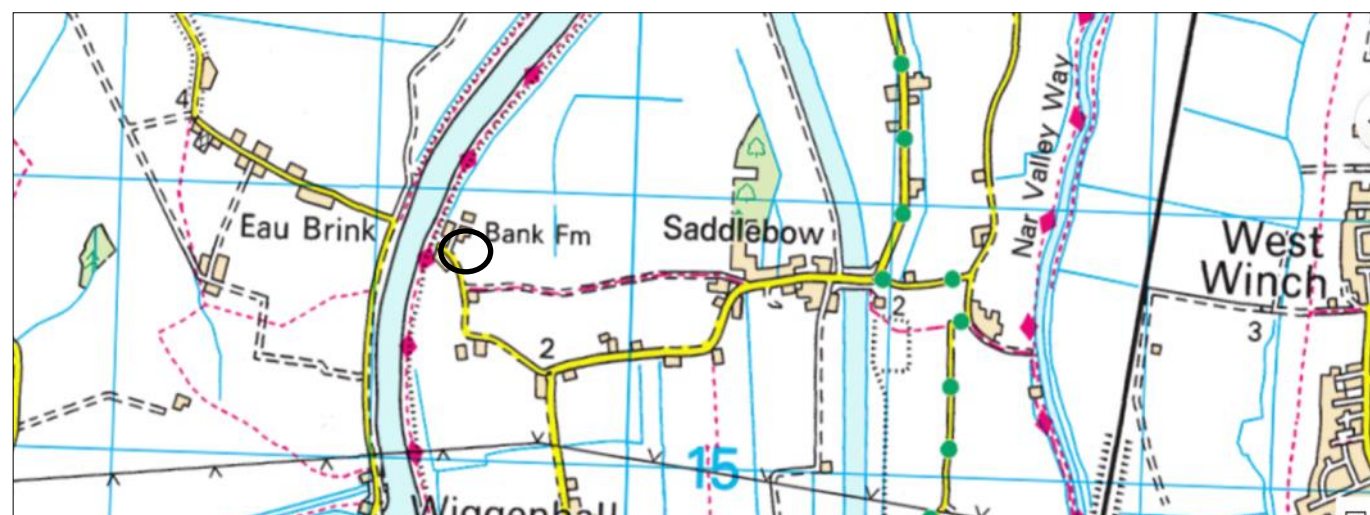 4
Eau Brink
Bank Fm
Saddlebow
Nar Valley Way
West
Winch
2
2
3
15
Wiggenhall